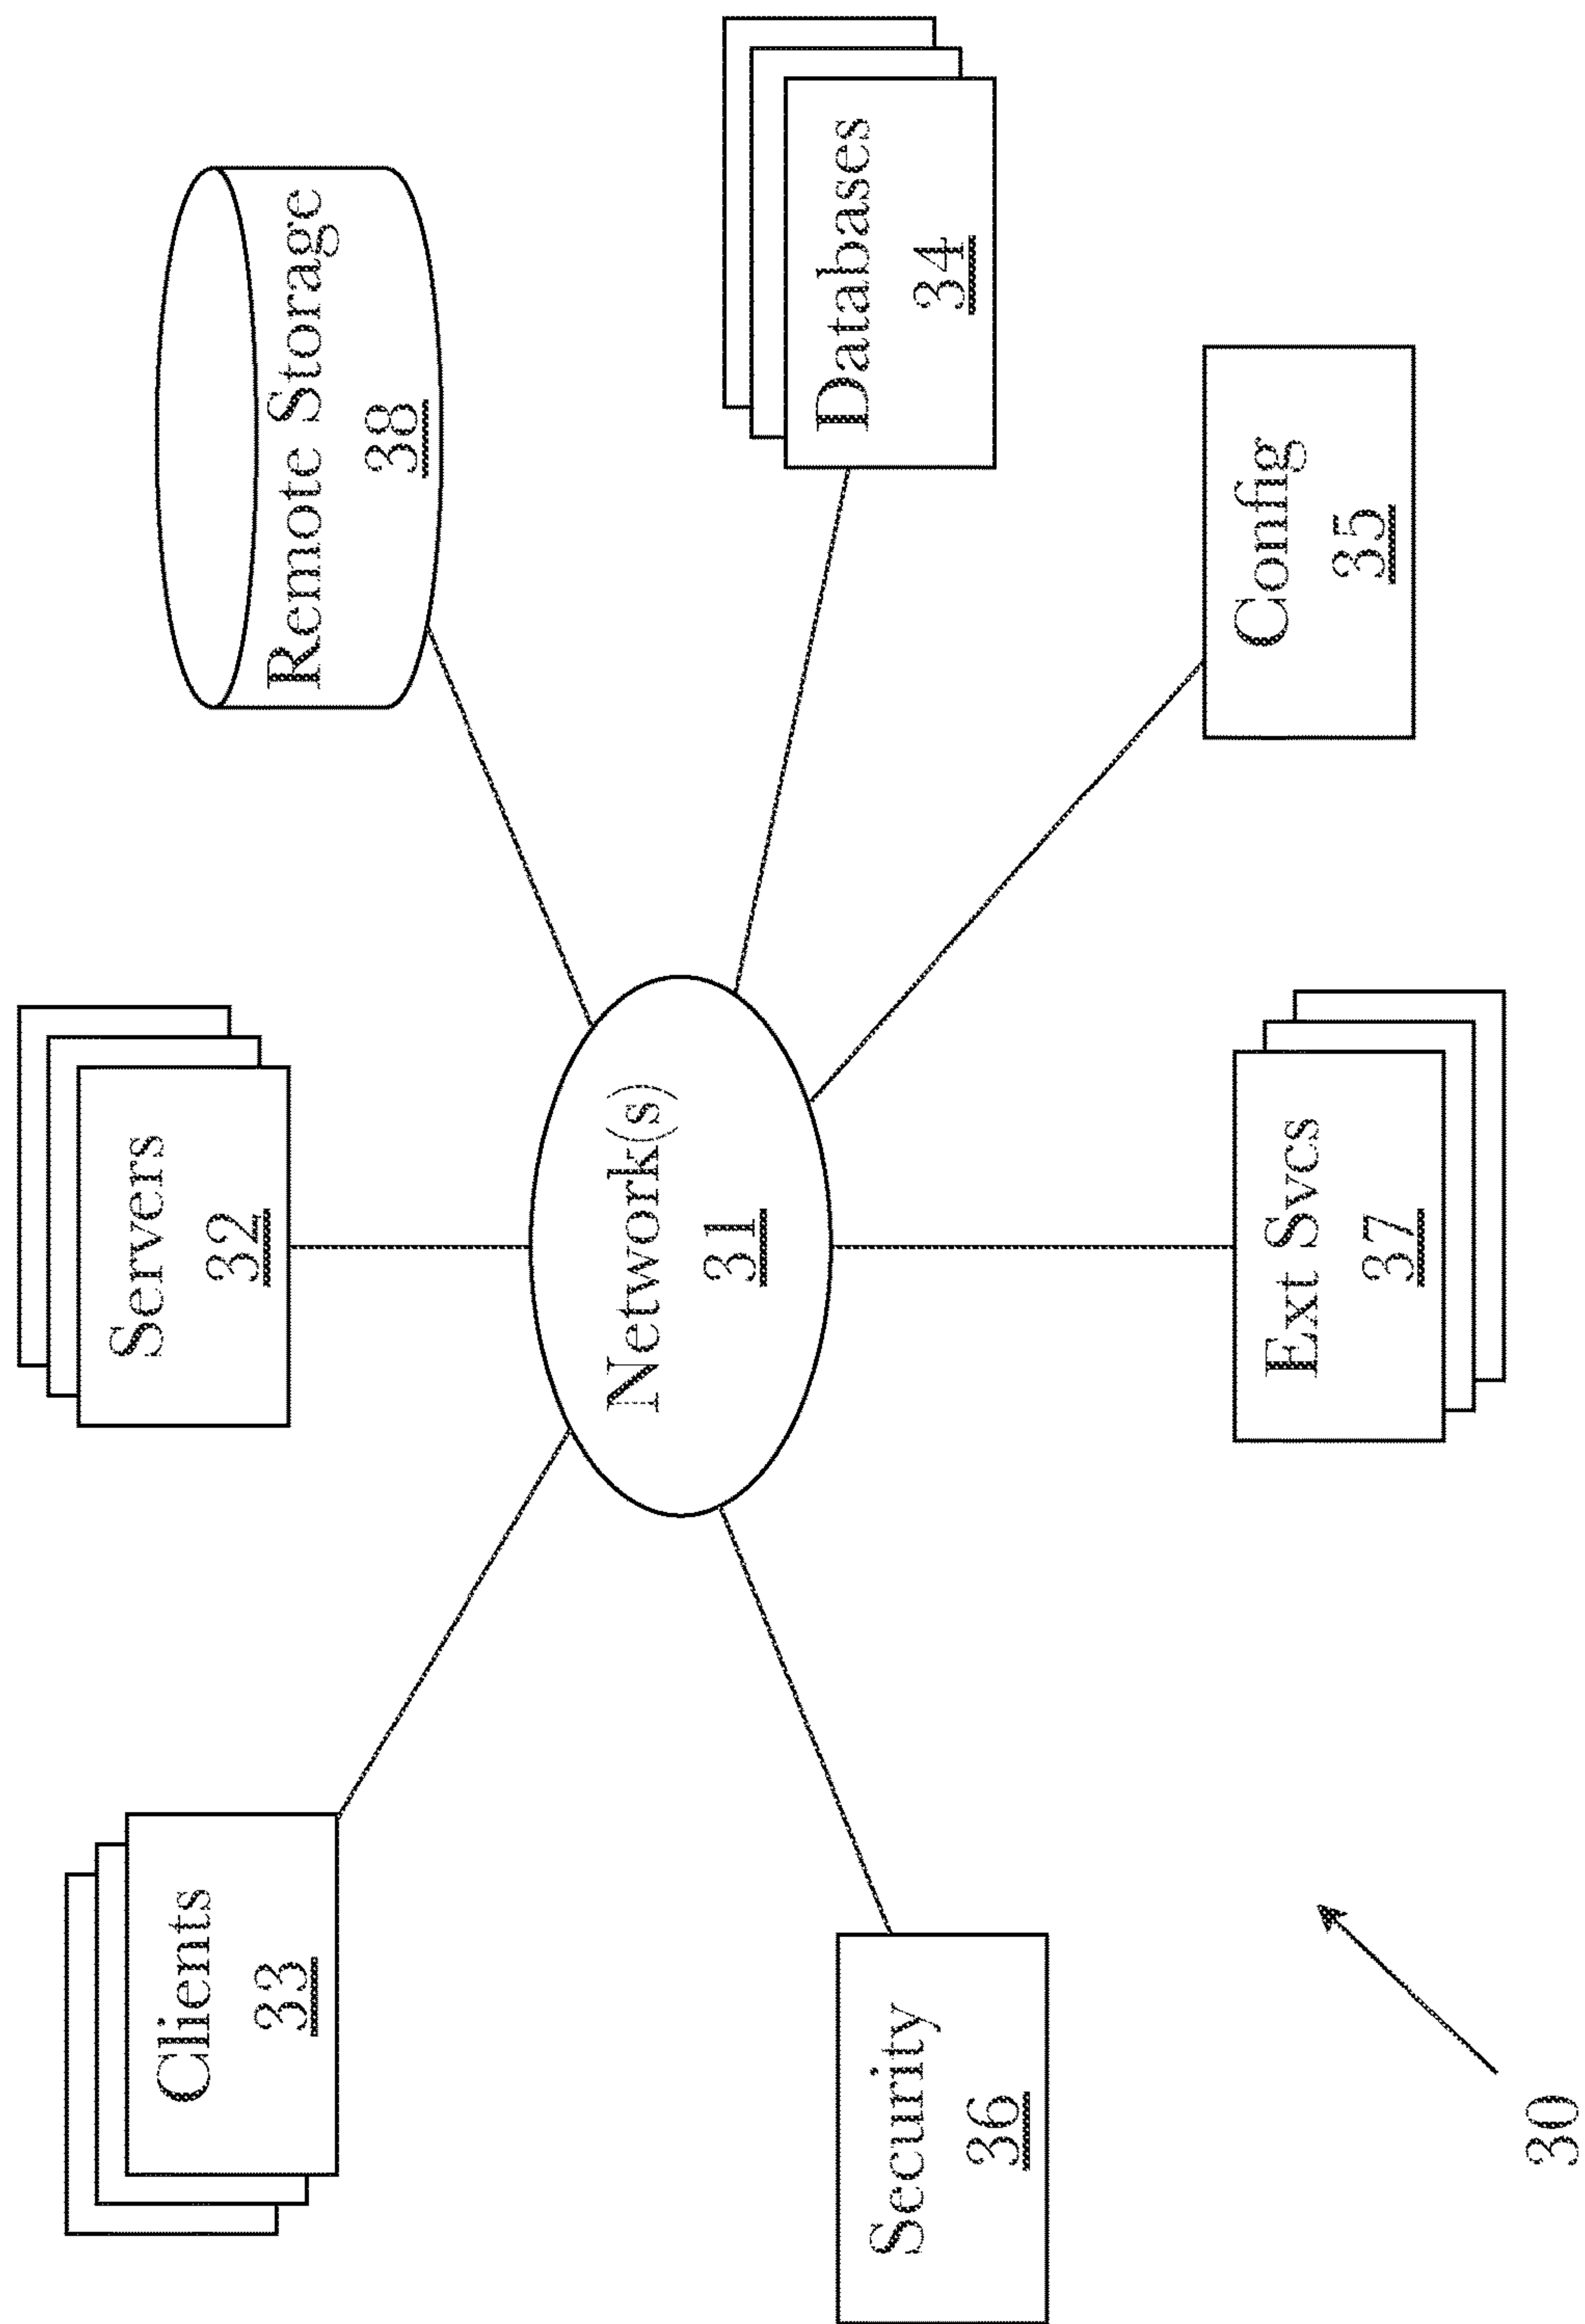 Servers
32
Remote Storage
38
Clients
33
Network(s)
31
Databases
34
Security
36
Config
35
Ext Svcs
37
30